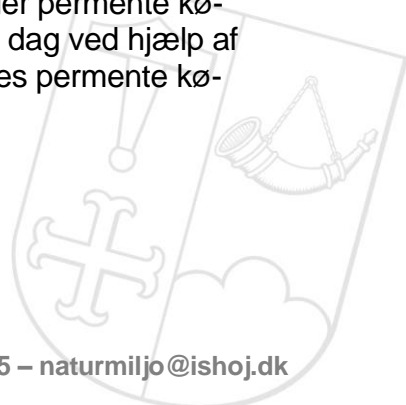 er permente kø-
dag ved hjælp af
es permente kø-
5 – naturmiljo@ishoj.dk